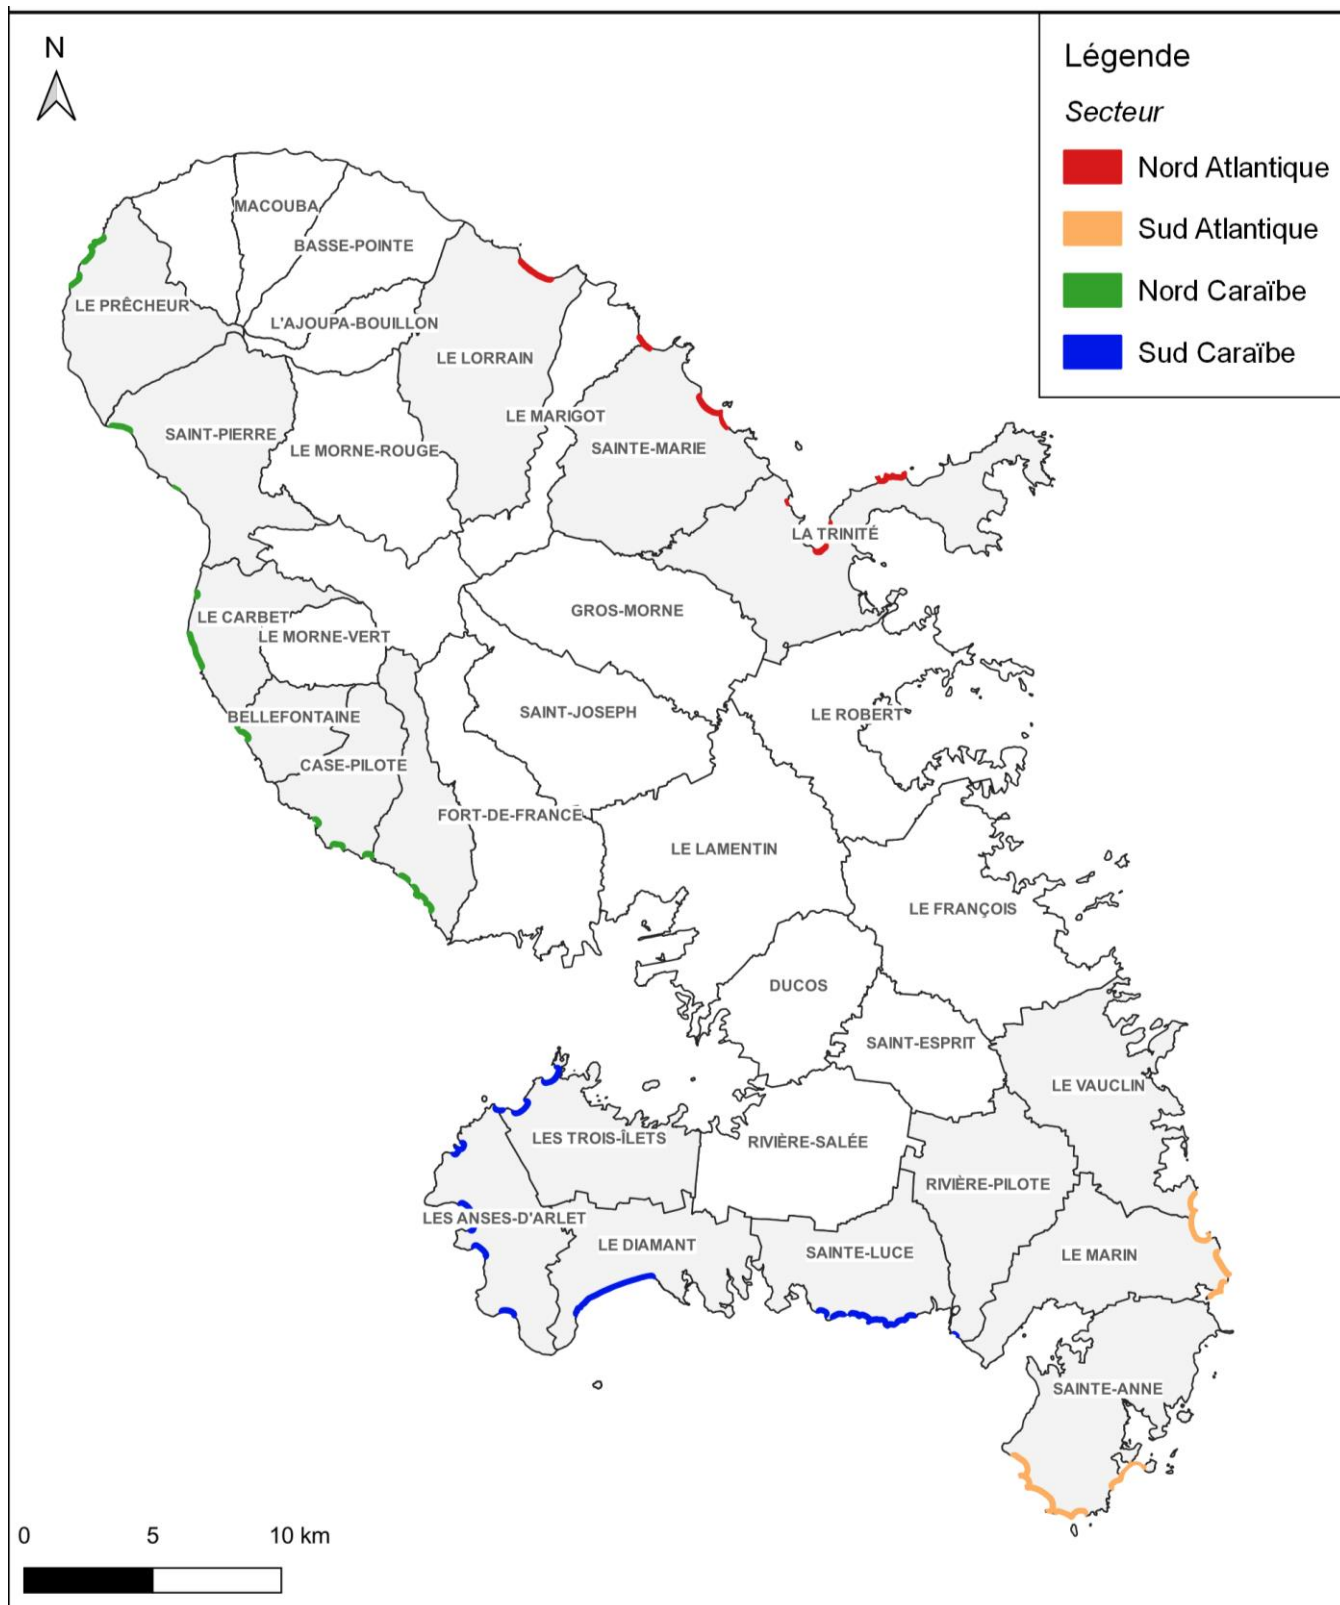 N
Légende
Secteur
Nord Atlantique
Sud Atlantique
Nord Caraïbe
Sud Caraïbe
MACOUBA
BASSE-POINTE
LE PRÊCHEUR
L'AJOUPA-BOUILLON
LE LORRAIN
LE MARIGOT
SAINT-PIERRE
LE MORNE-ROUGE
SAINTE-MARIE
LA TRINITÉ
GROS-MORNE
LE CARBET
LE MORNE-VERT
BELLEFONTAINE
SAINT-JOSEPH
LE ROBERT
CASE-PILOTE
FORT-DE-FRANCE
LE LAMENTIN
LE FRANÇOIS
DUCOS
SAINT-ESPRIT
LE VAUCLIN
LES TROIS-ÎLETS
RIVIÈRE-SALÉE
RIVIÈRE-PILOTE
LES ANSES-D'ARLET
LE DIAMANT
SAINTE-LUCE
LE MARIN
SAINTE-ANNE
0 5 10 km